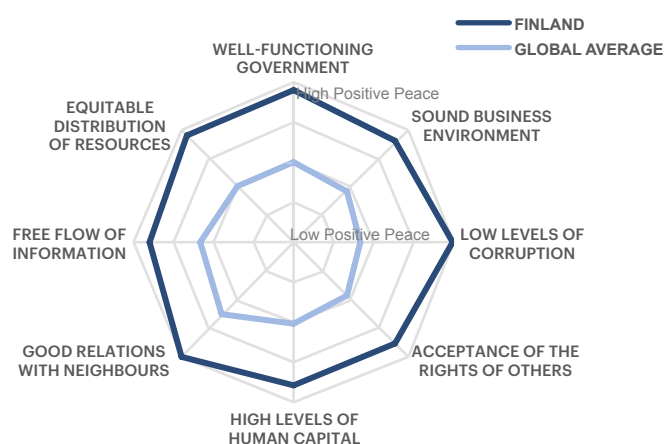 FINLAND
GLOBAL AVERAGE
WELL-FUNCTIONING
GOVERNMENT
High Positive Peace
SOUND BUSINESS
ENVIRONMENT
EQUITABLE
DISTRIBUTION
OF RESOURCES
FREE FLOW OF
INFORMATION
Low Positive Peace
LOW LEVELS OF
CORRUPTION
GOOD RELATIONS
WITH NEIGHBOURS
ACCEPTANCE OF THE
RIGHTS OF OTHERS
HIGH LEVELS OF
HUMAN CAPITAL